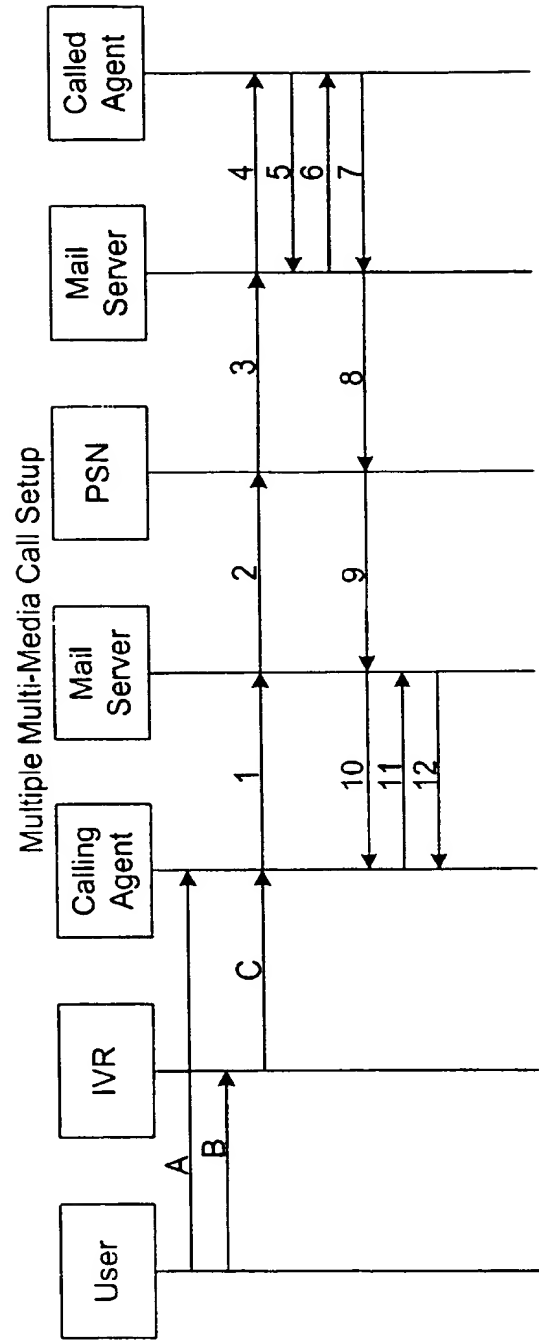 Multiple Multi-Media Call Setup
User
IVR
Calling
Agent
Mail
Server
PSN
Mail
Server
Called
Agent
A
B
C
1
2
3
4
5
6
7
8
9
10
11
12